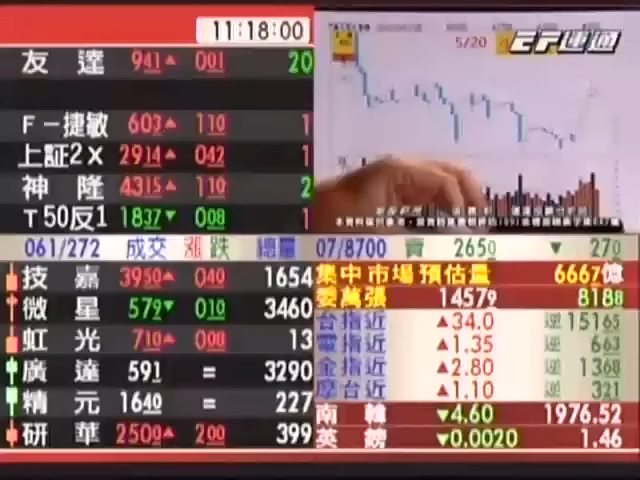 11:18:00
友達 941▲ 001 20
F-捷敏 603▲ 110 1
上証2X 2914▲ 042 1
神隆 4315▲ 110 2
T50反1 1837▼ 008 1
5/20
EF捷通
061/272 成交 漲跌 總量
技嘉 3950▲ 040 1654
微星 579▼ 010 3460
虹光 710▲ 000 13
廣達 591 = 3290
精元 1640 = 227
研華 2500▲ 200 399
07/8700 賣 2650 ▼ 270
集中市場預估量 6667億
委萬張 14579 8188
台指近 ▲34.0 逆 15165
電指近 ▲1.35 逆 663
金指近 ▲2.80 逆 1368
摩台近 ▲1.10 逆 321
南韓 ▼4.60 1976.52
英鎊 ▼0.0020 1.46